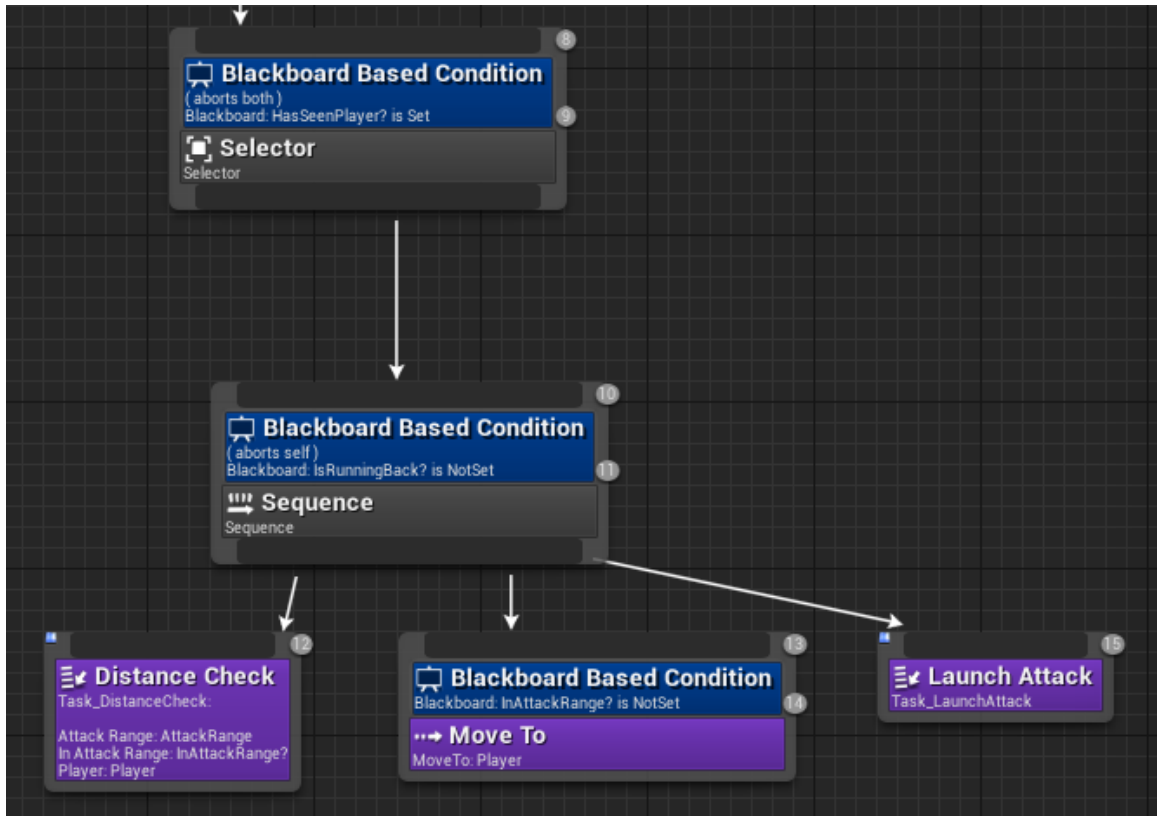 8
Blackboard Based Condition
( aborts both )
Blackboard: HasSeenPlayer? is Set
9
Selector
Selector
10
Blackboard Based Condition
( aborts self )
Blackboard: IsRunningBack? is NotSet
11
Sequence
Sequence
12
Distance Check
Task_DistanceCheck:
Attack Range: AttackRange
In Attack Range: InAttackRange?
Player: Player
13
Blackboard Based Condition
Blackboard: InAttackRange? is NotSet
14
Move To
MoveTo: Player
15
Launch Attack
Task_LaunchAttack